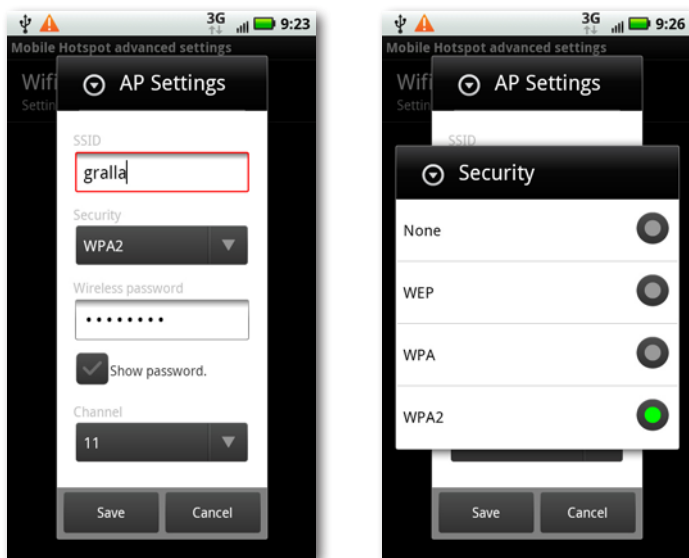 3G 9:23
Mobile Hotspot advanced settings
Wifi
Settin
AP Settings
SSID
gralla
Security
WPA2
Wireless password
••••••••
Show password.
Channel
11
Save Cancel
3G 9:26
Mobile Hotspot advanced settings
Wifi
Settin
AP Settings
SSID
Security
None
WEP
WPA
WPA2
Save Cancel